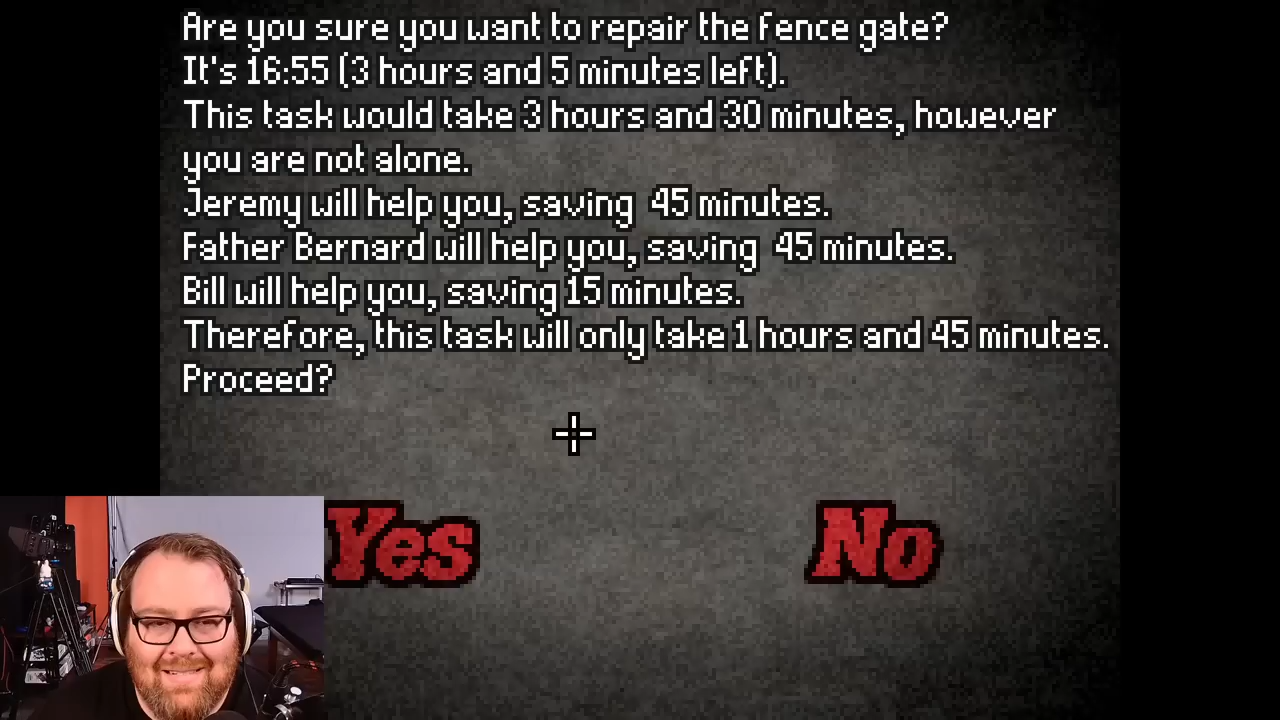 Are you sure you want to repair the fence gate?
It's 16:55 (3 hours and 5 minutes left).
This task would take 3 hours and 30 minutes, however
you are not alone.
Jeremy will help you, saving  45 minutes.
Father Bernard will help you, saving  45 minutes.
Bill will help you, saving 15 minutes.
Therefore, this task will only take 1 hours and 45 minutes.
Proceed?
Yes No